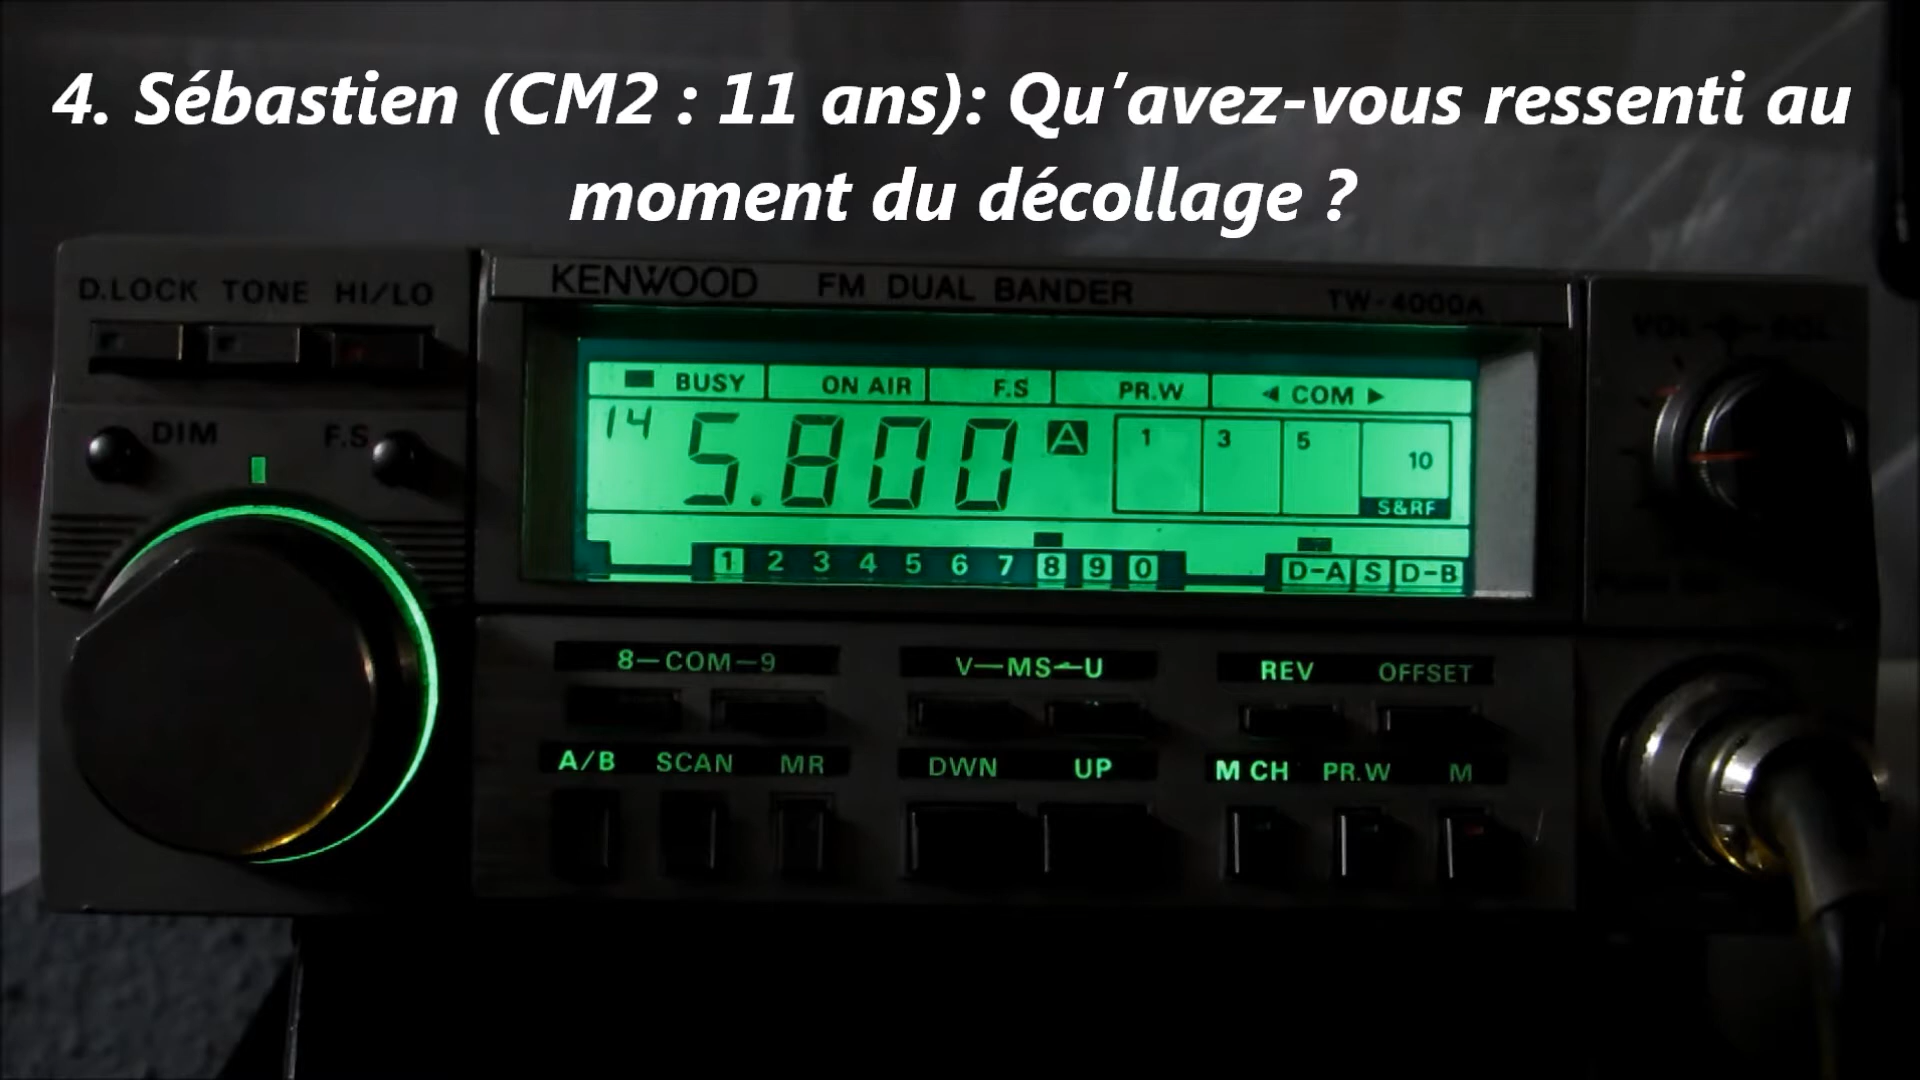 4. Sébastien (CM2 : 11 ans): Qu'avez-vous ressenti au
moment du décollage ?
D.LOCK TONE HI/LO
KENWOOD FM DUAL BANDER TW-4000A
VOL SQL
BUSY ON AIR F.S PR.W ◄ COM ►
DIM F.S
14 5.800 A 1 3 5 10
S&RF
1 2 3 4 5 6 7 8 9 0 D-A S D-B
8—COM—9 V—MS—U REV OFFSET
A/B SCAN MR DWN UP M CH PR.W M